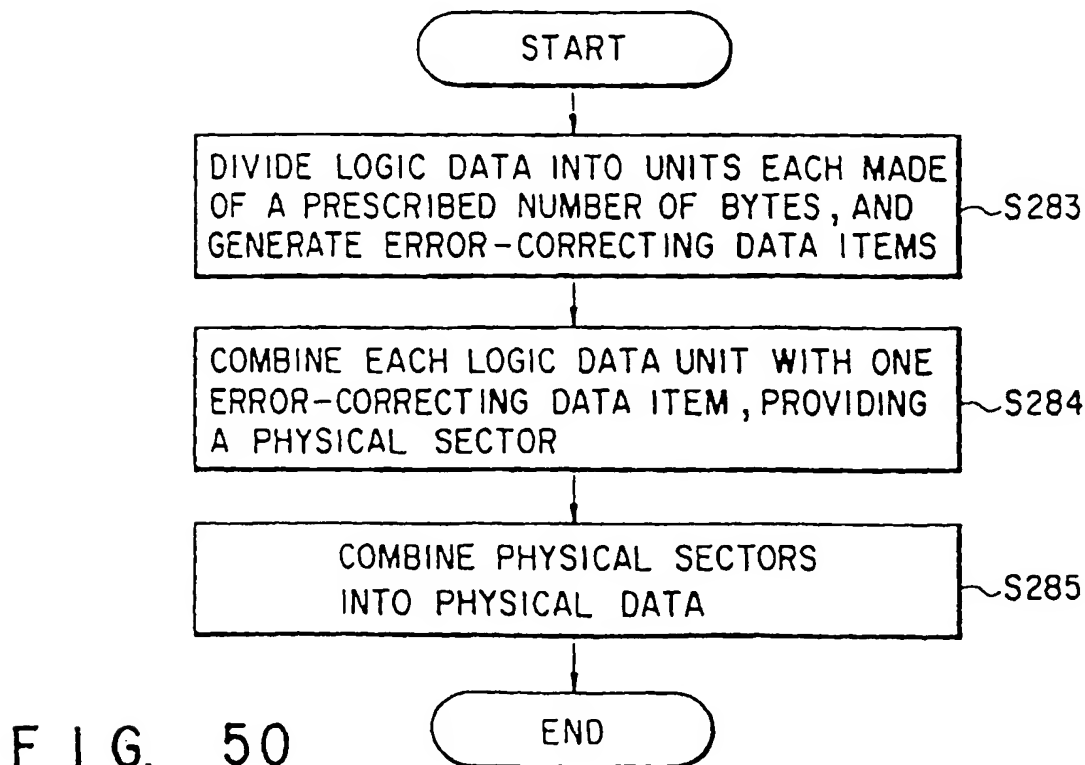 START
DIVIDE LOGIC DATA INTO UNITS EACH MADE
OF A PRESCRIBED NUMBER OF BYTES, AND
GENERATE ERROR-CORRECTING DATA ITEMS
S283
COMBINE EACH LOGIC DATA UNIT WITH ONE
ERROR-CORRECTING DATA ITEM, PROVIDING
A PHYSICAL SECTOR
S284
COMBINE PHYSICAL SECTORS
INTO PHYSICAL DATA
S285
END
FIG. 50